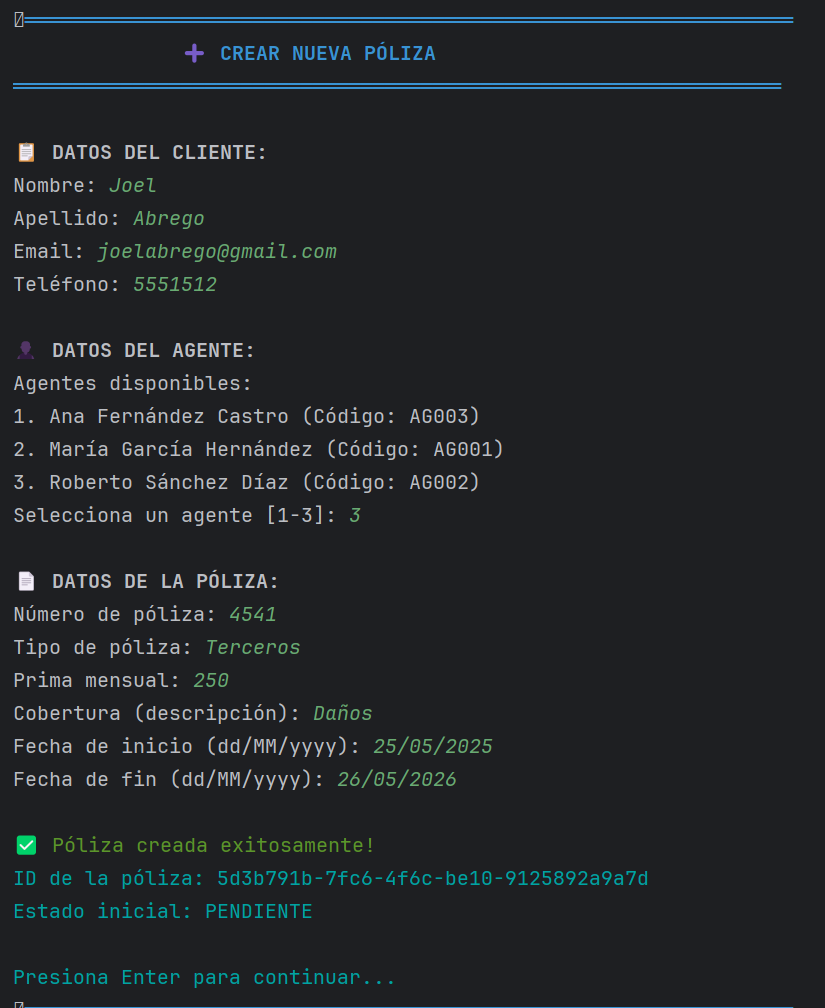 CREAR NUEVA PÓLIZA
DATOS DEL CLIENTE:
Nombre: Joel
Apellido: Abrego
Email: joelabrego@gmail.com
Teléfono: 5551512
DATOS DEL AGENTE:
Agentes disponibles:
1. Ana Fernández Castro (Código: AG003)
2. María García Hernández (Código: AG001)
3. Roberto Sánchez Díaz (Código: AG002)
Selecciona un agente [1-3]: 3
DATOS DE LA PÓLIZA:
Número de póliza: 4541
Tipo de póliza: Terceros
Prima mensual: 250
Cobertura (descripción): Daños
Fecha de inicio (dd/MM/yyyy): 25/05/2025
Fecha de fin (dd/MM/yyyy): 26/05/2026
Póliza creada exitosamente!
ID de la póliza: 5d3b791b-7fc6-4f6c-be10-9125892a9a7d
Estado inicial: PENDIENTE
Presiona Enter para continuar...